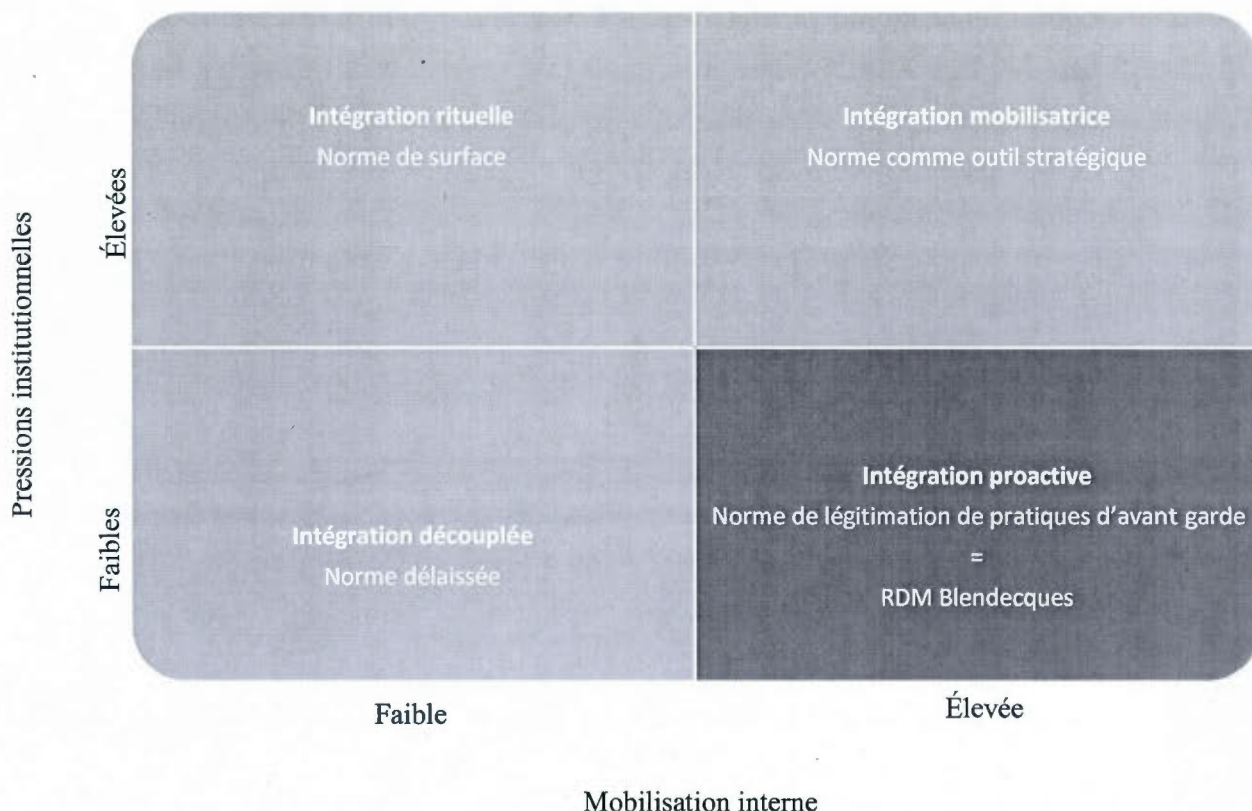 Pressions institutionnelles
Élevées
Faibles
Intégration rituelle
Norme de surface
Intégration mobilisatrice
Norme comme outil stratégique
Intégration découplée
Norme délaissée
Intégration proactive
Norme de légitimation de pratiques d'avant garde
=
RDM Blendecques
Faible
Élevée
Mobilisation interne